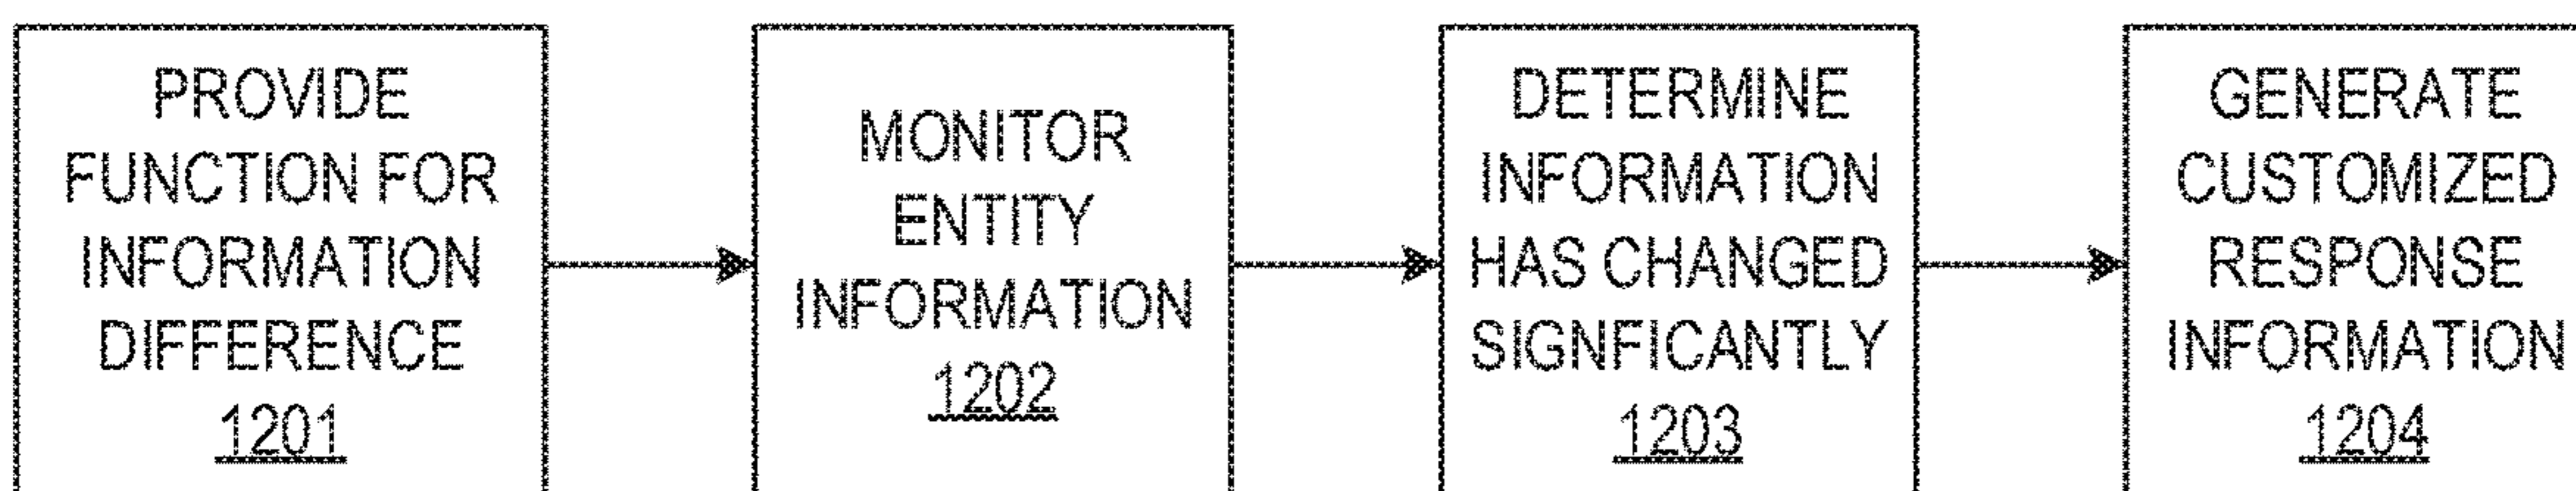 PROVIDE
FUNCTION FOR
INFORMATION
DIFFERENCE
1201
MONITOR
ENTITY
INFORMATION
1202
DETERMINE
INFORMATION
HAS CHANGED
SIGNFICANTLY
1203
GENERATE
CUSTOMIZED
RESPONSE
INFORMATION
1204